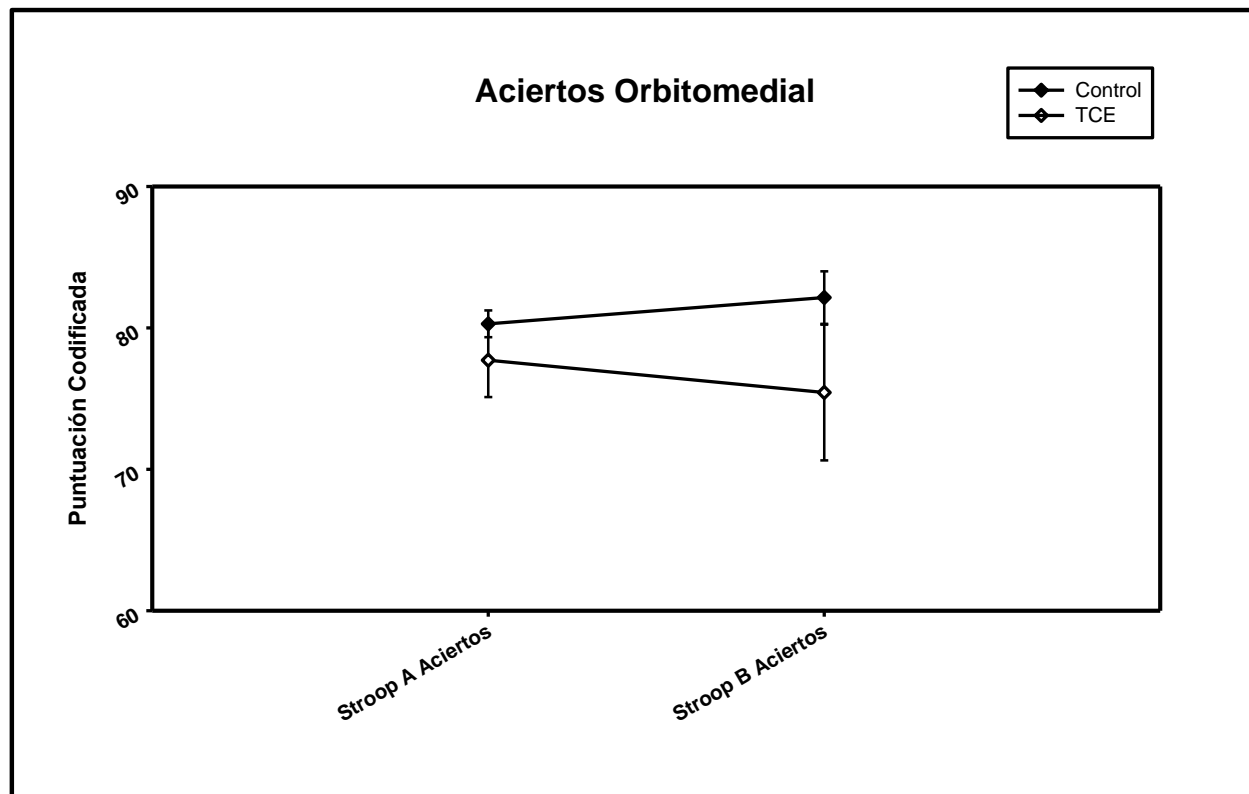 Aciertos Orbitomedial
Control
TCE
Puntuación Codificada
90
80
70
60
Stroop A Aciertos
Stroop B Aciertos